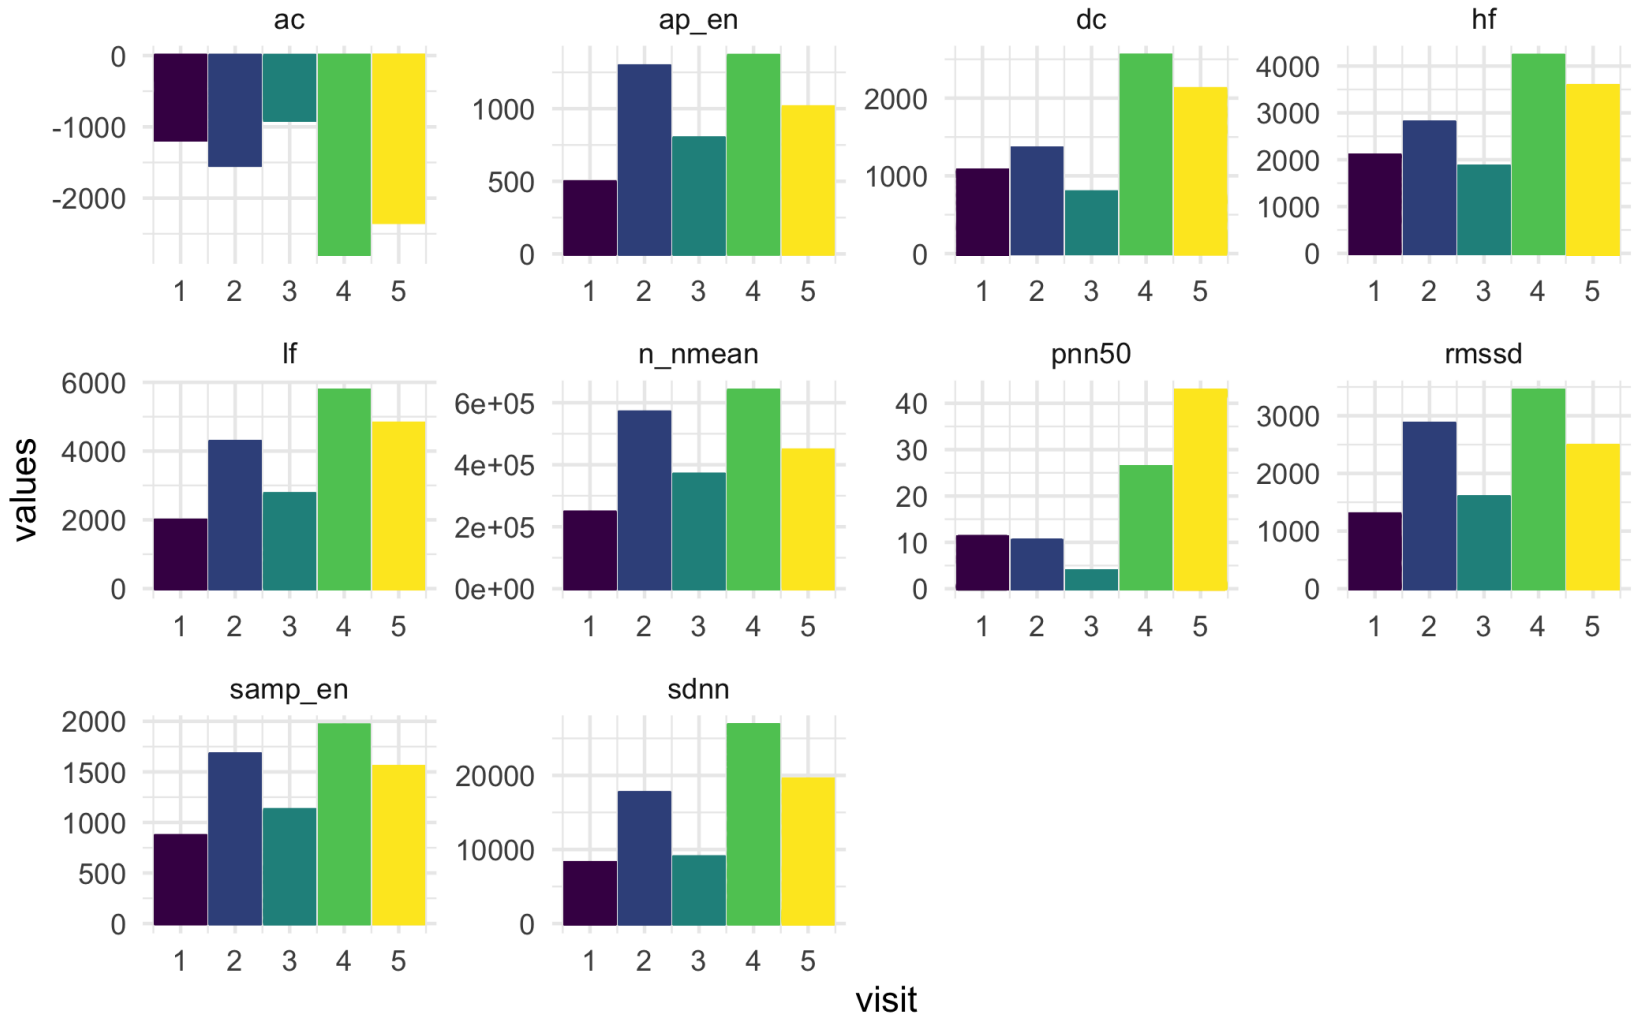 ac ap_en dc hf
0 -1000 -2000
1000 500 0
2000 1000 0
4000 3000 2000 1000 0
1 2 3 4 5 1 2 3 4 5 1 2 3 4 5 1 2 3 4 5
lf n_nmean pnn50 rmssd
6000 4000 2000 0
6e+05 4e+05 2e+05 0e+00
40 30 20 10 0
3000 2000 1000 0
1 2 3 4 5 1 2 3 4 5 1 2 3 4 5 1 2 3 4 5
values
samp_en sdnn
2000 1500 1000 500 0
20000 10000 0
1 2 3 4 5 1 2 3 4 5
visit